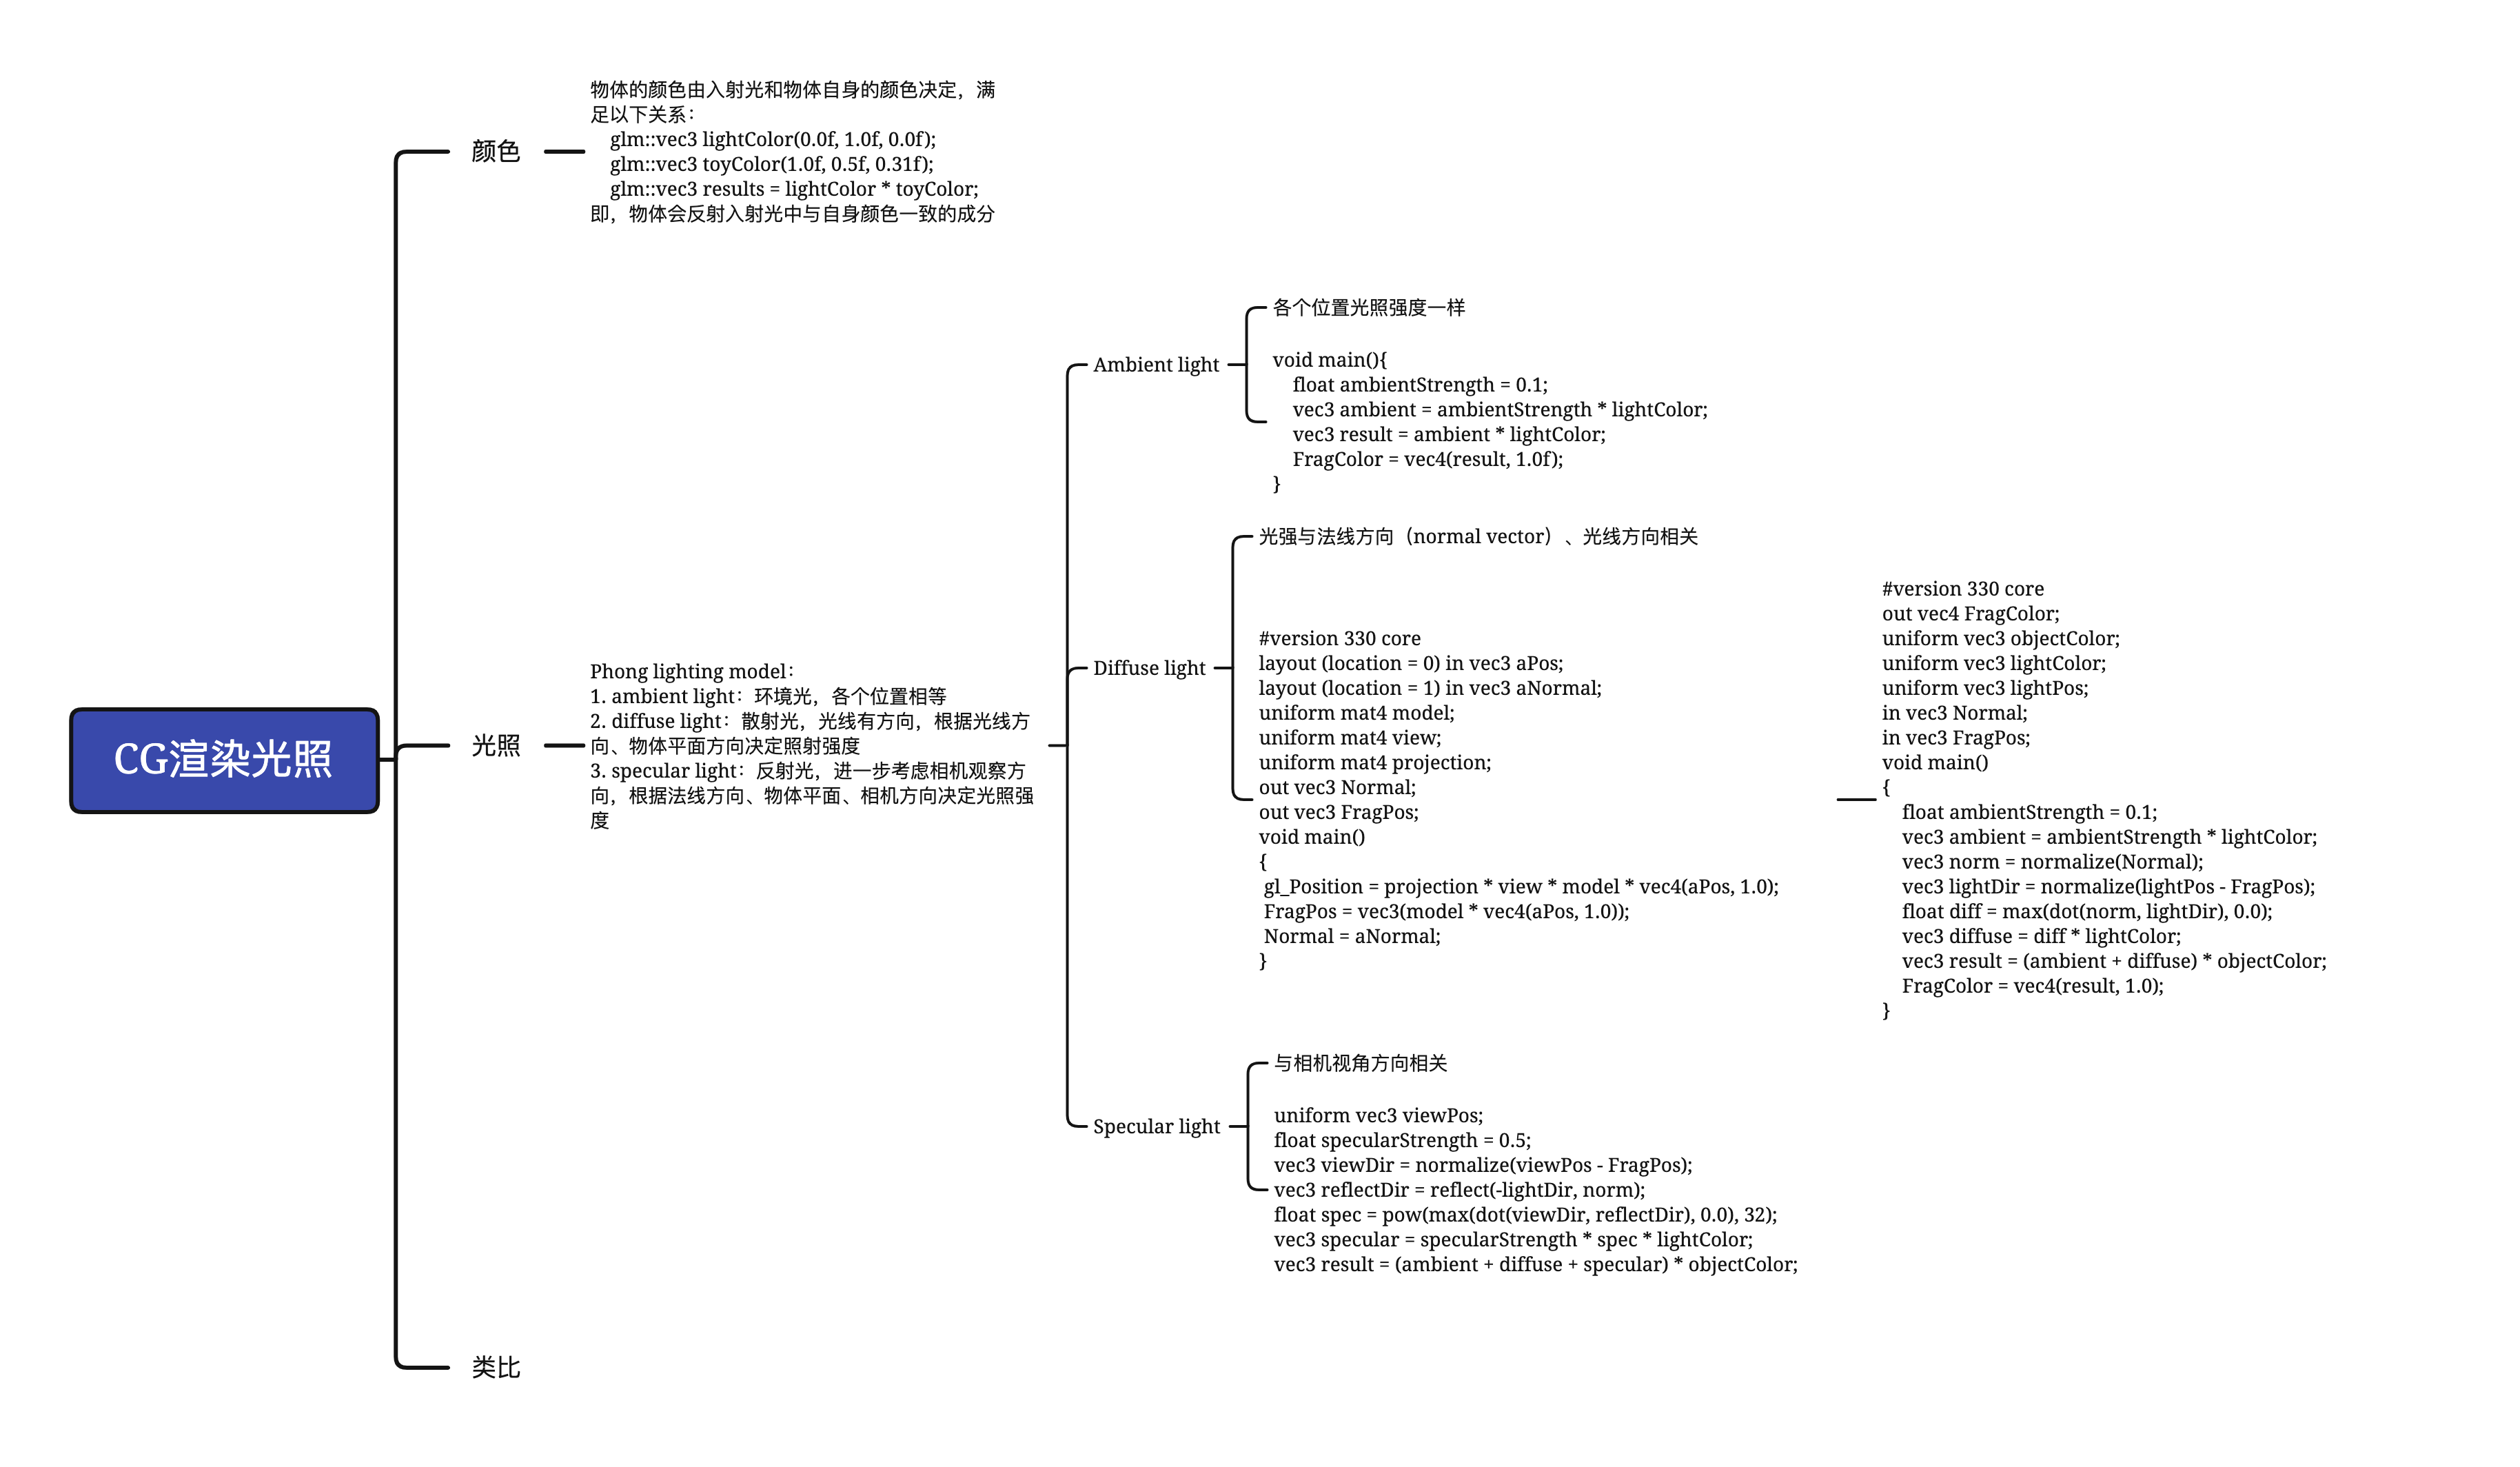 CG渲染光照
颜色
物体的颜色由入射光和物体自身的颜色决定，满
足以下关系：
    glm::vec3 lightColor(0.0f, 1.0f, 0.0f);
    glm::vec3 toyColor(1.0f, 0.5f, 0.31f);
    glm::vec3 results = lightColor * toyColor;
即，物体会反射入射光中与自身颜色一致的成分
光照
Phong lighting model：
1. ambient light：环境光，各个位置相等
2. diffuse light：散射光，光线有方向，根据光线方
向、物体平面方向决定照射强度
3. specular light：反射光，进一步考虑相机观察方
向，根据法线方向、物体平面、相机方向决定光照强
度
Ambient light
各个位置光照强度一样
void main(){
    float ambientStrength = 0.1;
    vec3 ambient = ambientStrength * lightColor;
    vec3 result = ambient * lightColor;
    FragColor = vec4(result, 1.0f);
}
Diffuse light
光强与法线方向（normal vector）、光线方向相关
#version 330 core
layout (location = 0) in vec3 aPos;
layout (location = 1) in vec3 aNormal;
uniform mat4 model;
uniform mat4 view;
uniform mat4 projection;
out vec3 Normal;
out vec3 FragPos;
void main()
{
 gl_Position = projection * view * model * vec4(aPos, 1.0);
 FragPos = vec3(model * vec4(aPos, 1.0));
 Normal = aNormal;
}
#version 330 core
out vec4 FragColor;
uniform vec3 objectColor;
uniform vec3 lightColor;
uniform vec3 lightPos;
in vec3 Normal;
in vec3 FragPos;
void main()
{
    float ambientStrength = 0.1;
    vec3 ambient = ambientStrength * lightColor;
    vec3 norm = normalize(Normal);
    vec3 lightDir = normalize(lightPos - FragPos);
    float diff = max(dot(norm, lightDir), 0.0);
    vec3 diffuse = diff * lightColor;
    vec3 result = (ambient + diffuse) * objectColor;
    FragColor = vec4(result, 1.0);
}
Specular light
与相机视角方向相关
uniform vec3 viewPos;
float specularStrength = 0.5;
vec3 viewDir = normalize(viewPos - FragPos);
vec3 reflectDir = reflect(-lightDir, norm);
float spec = pow(max(dot(viewDir, reflectDir), 0.0), 32);
vec3 specular = specularStrength * spec * lightColor;
vec3 result = (ambient + diffuse + specular) * objectColor;
类比